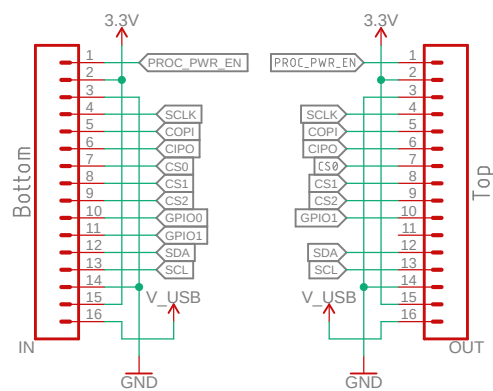 3.3V
3.3V
1 PROC_PWR_EN
PROC_PWR_EN 1
2
2
3
3
4 SCLK
SCLK 4
5 COPI
COPI 5
6 CIPO
CIPO 6
7 CS0
CS0 7
8 CS1
CS1 8
9 CS2
CS2 9
10 GPIO0
GPIO1 10
11 GPIO1
11
12 SDA
SDA 12
13 SCL
SCL 13
14
14
15
15
16
16
Bottom
Top
V_USB
V_USB
IN
OUT
GND
GND